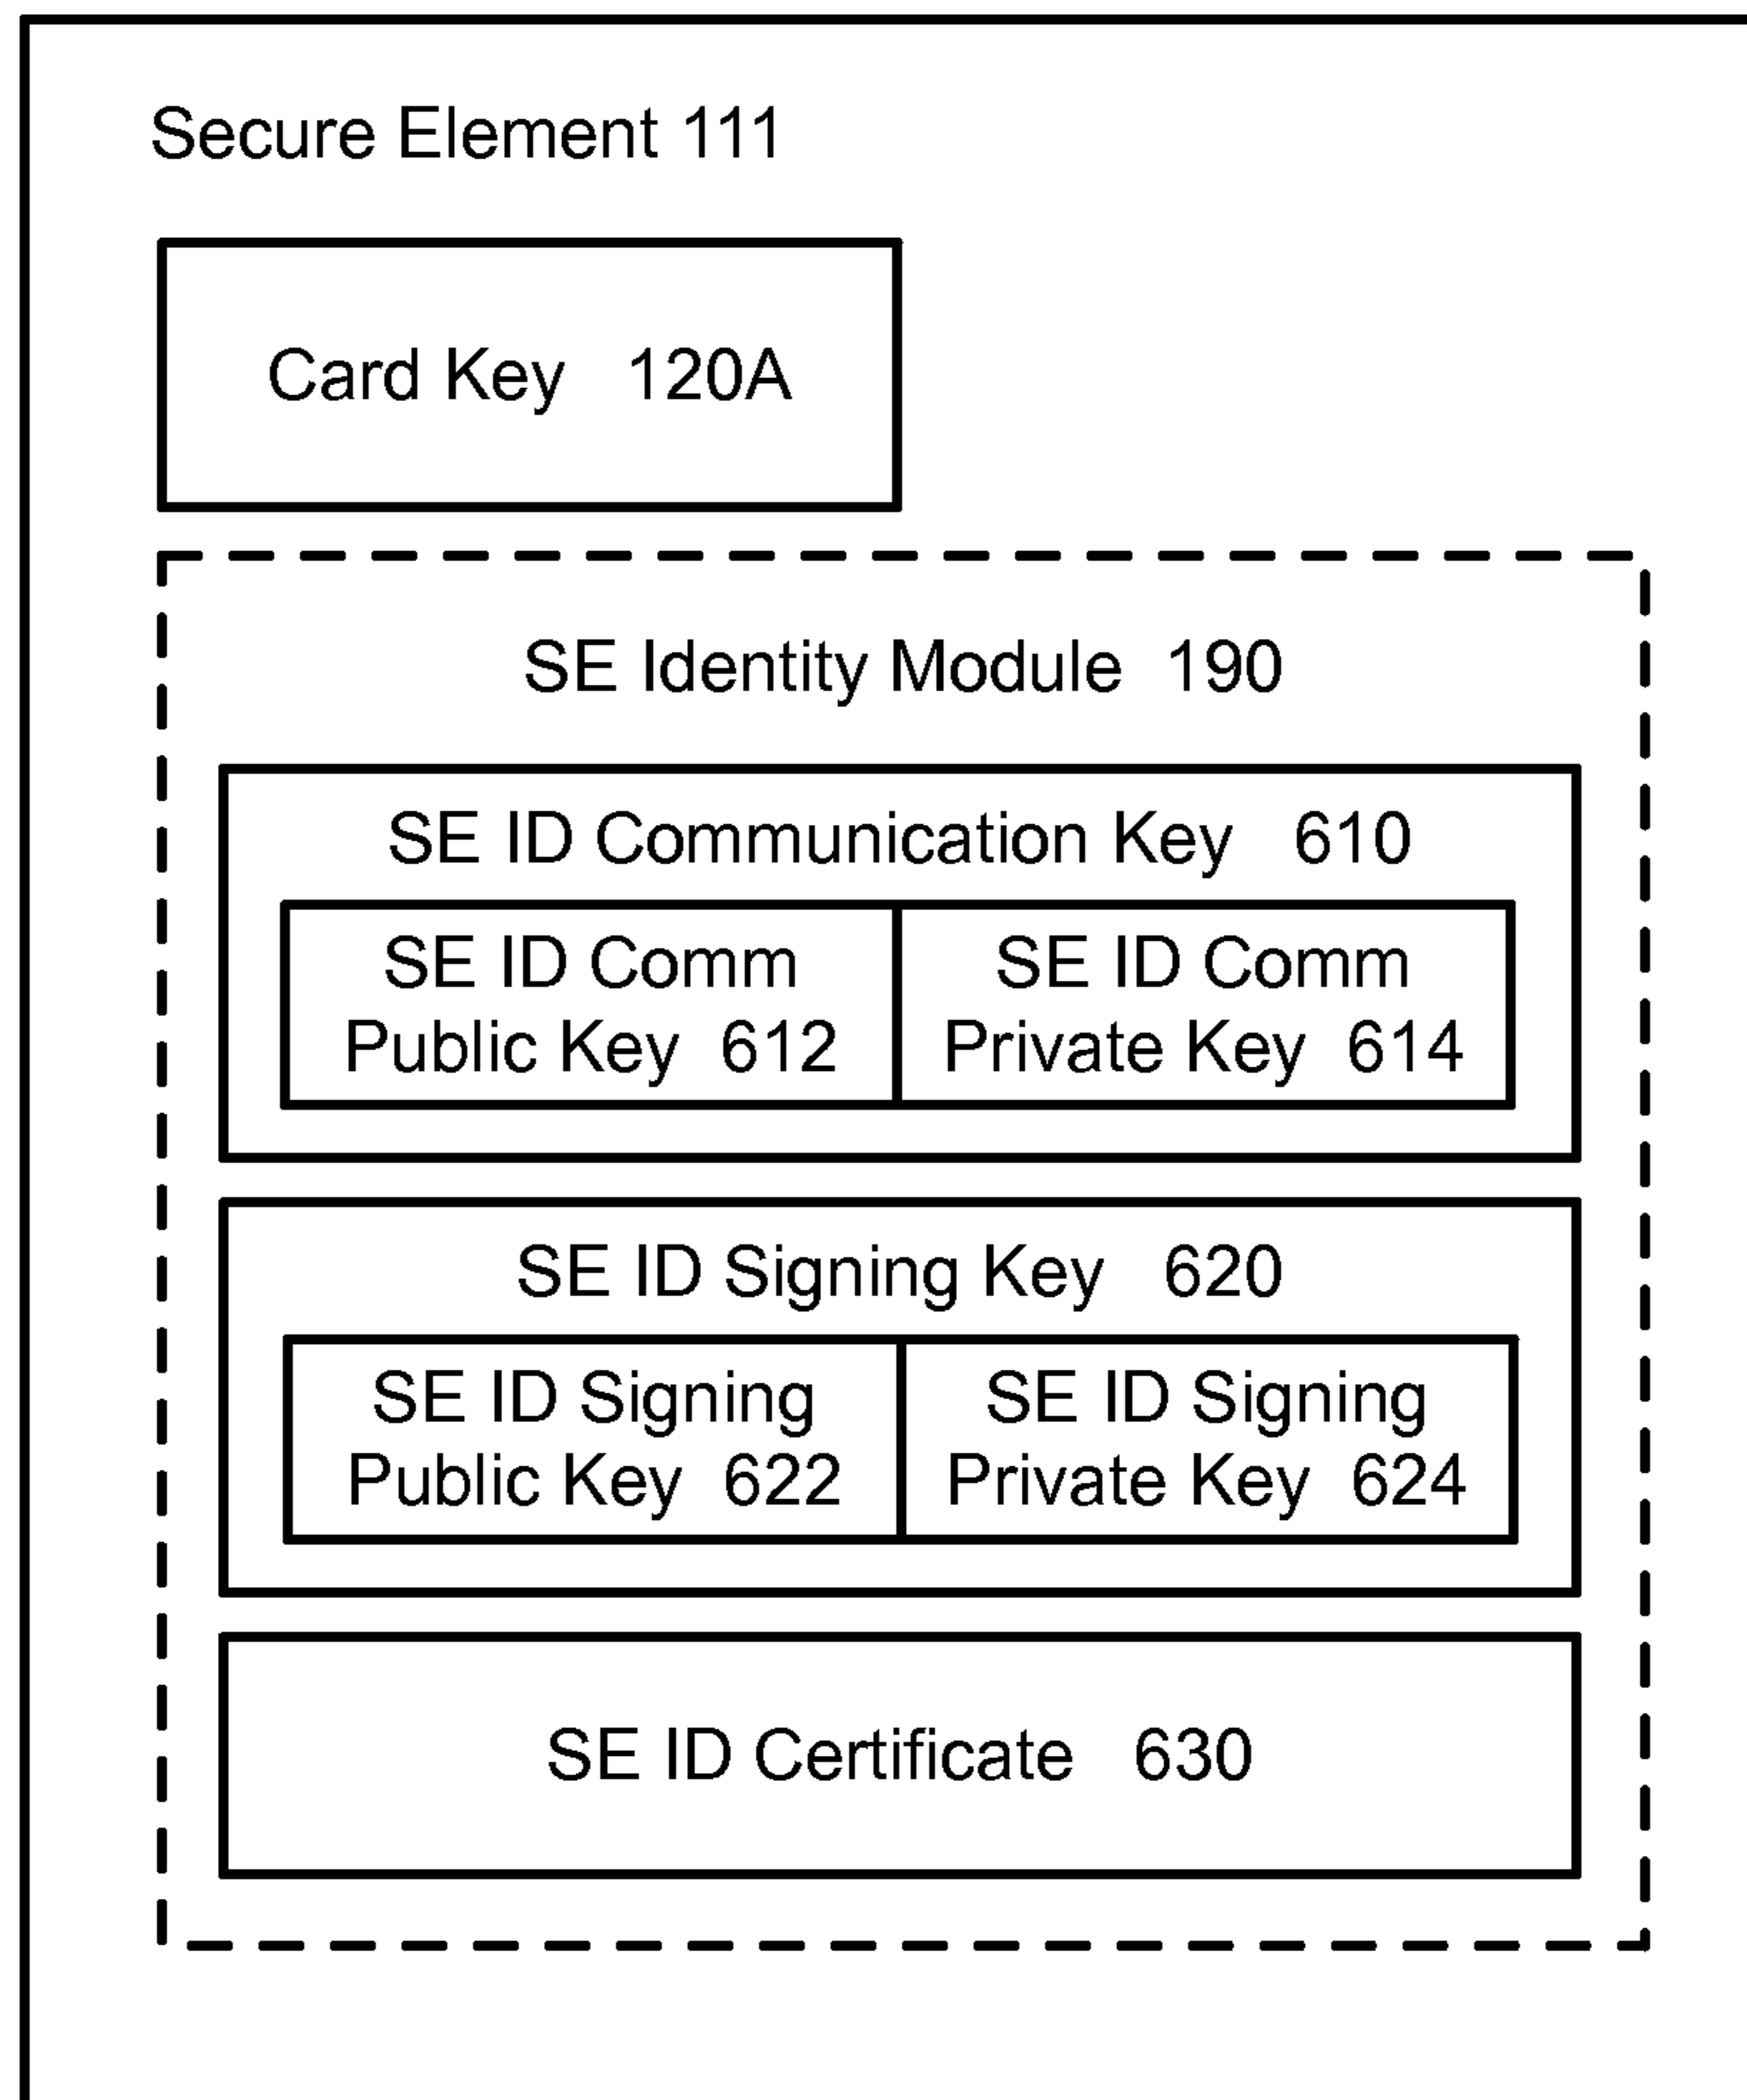 Secure Element 111
Card Key 120A
SE Identity Module 190
SE ID Communication Key 610
SE ID Comm
Public Key 612
SE ID Comm
Private Key 614
SE ID Signing Key 620
SE ID Signing
Public Key 622
SE ID Signing
Private Key 624
SE ID Certificate 630